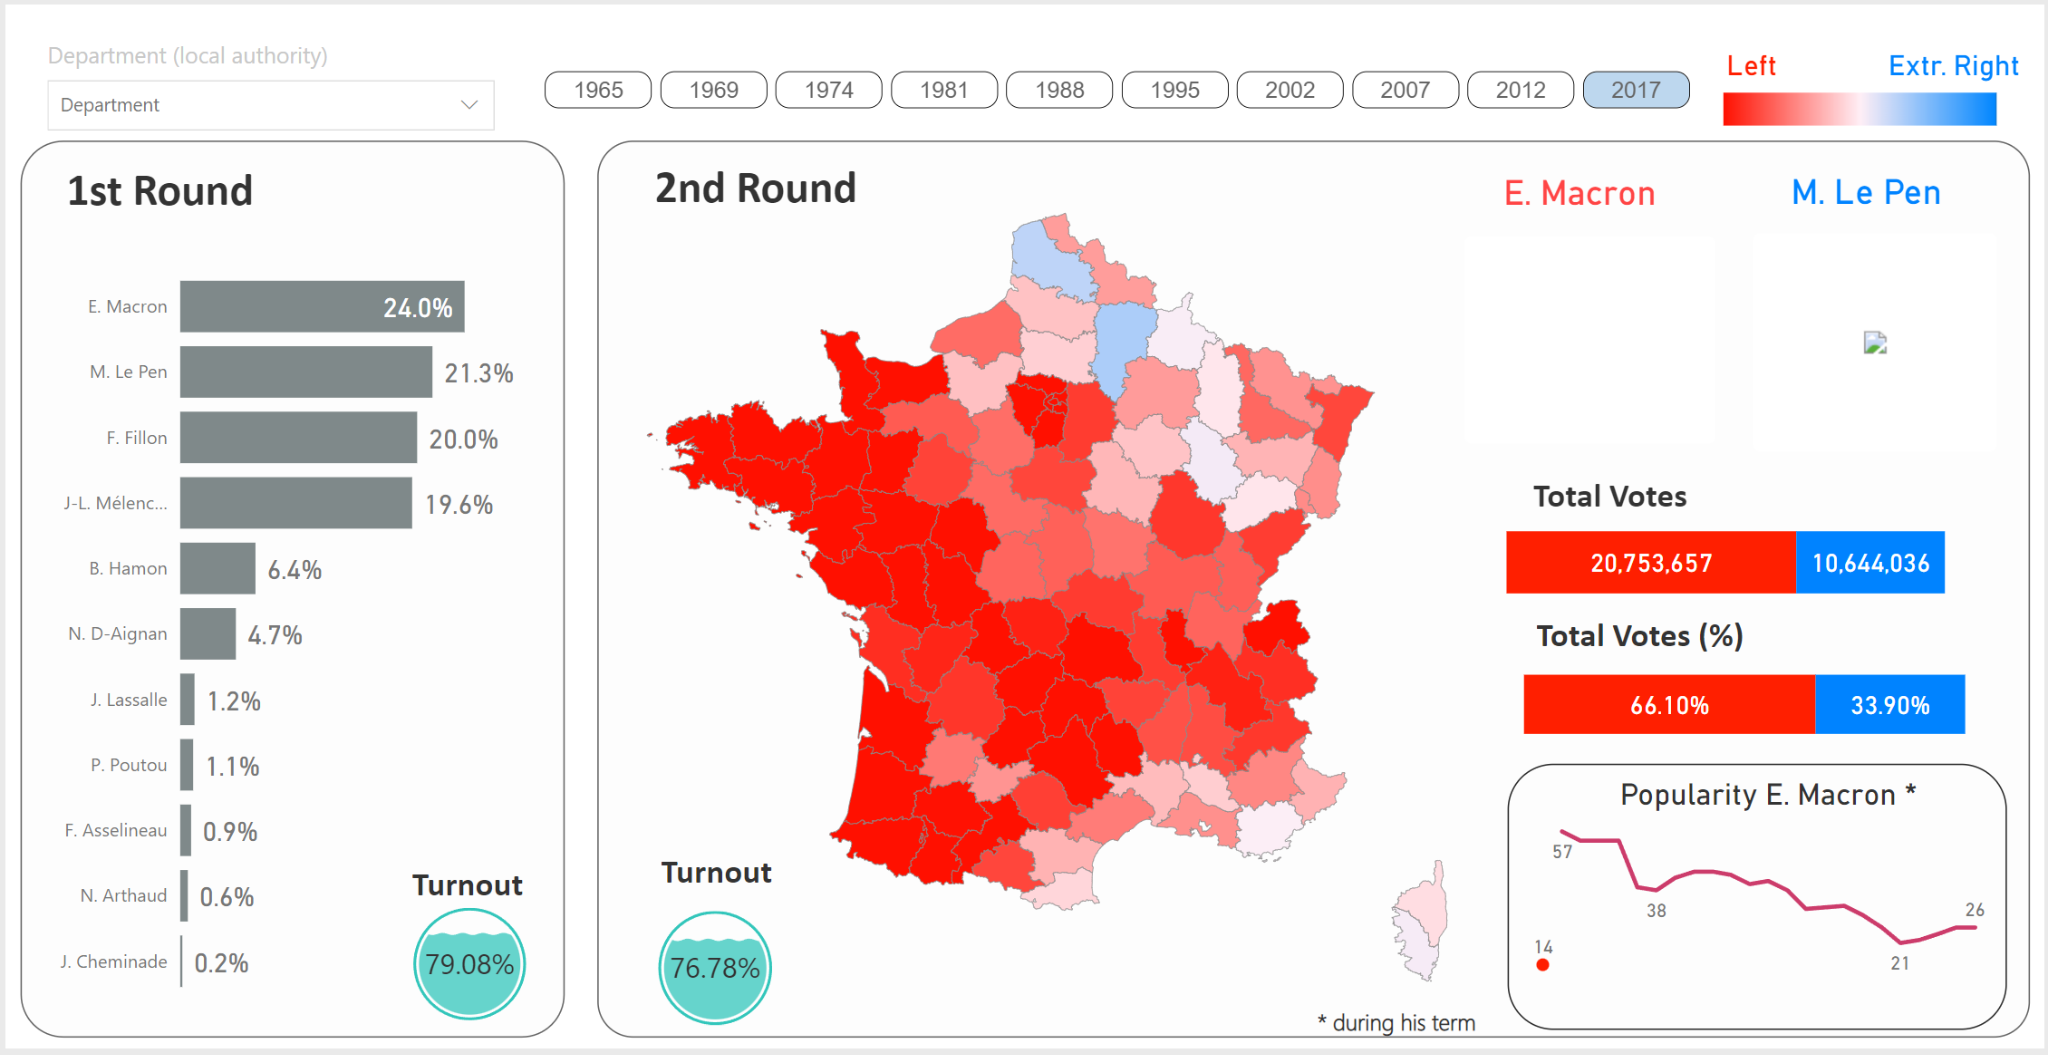 Department (local authority)
Department
1965 1969 1974 1981 1988 1995 2002 2007 2012 2017
Left Extr. Right
1st Round
E. Macron 24.0%
M. Le Pen 21.3%
F. Fillon 20.0%
J-L. Mélenc... 19.6%
B. Hamon 6.4%
N. D-Aignan 4.7%
J. Lassalle 1.2%
P. Poutou 1.1%
F. Asselineau 0.9%
N. Arthaud 0.6%
J. Cheminade 0.2%
Turnout
79.08%
2nd Round
E. Macron M. Le Pen
Turnout
76.78%
Total Votes
20,753,657 10,644,036
Total Votes (%)
66.10% 33.90%
Popularity E. Macron *
57
38
26
14
21
* during his term